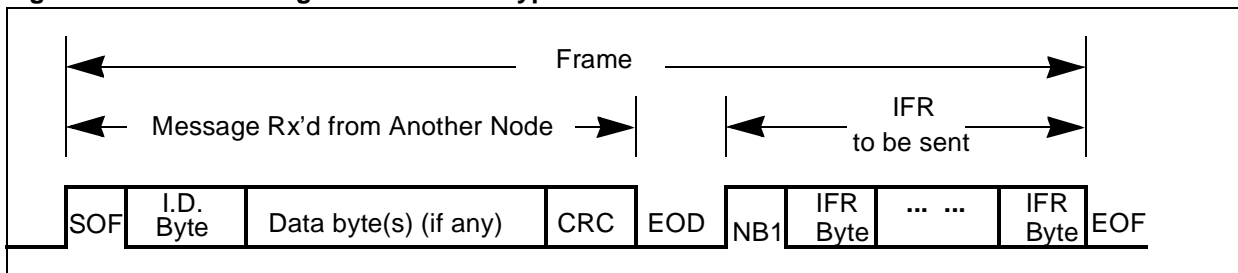 Frame
Message Rx'd from Another Node
IFR
to be sent
SOF
I.D.
Byte
Data byte(s) (if any)
CRC
EOD
NB1
IFR
Byte
... ...
IFR
Byte
EOF